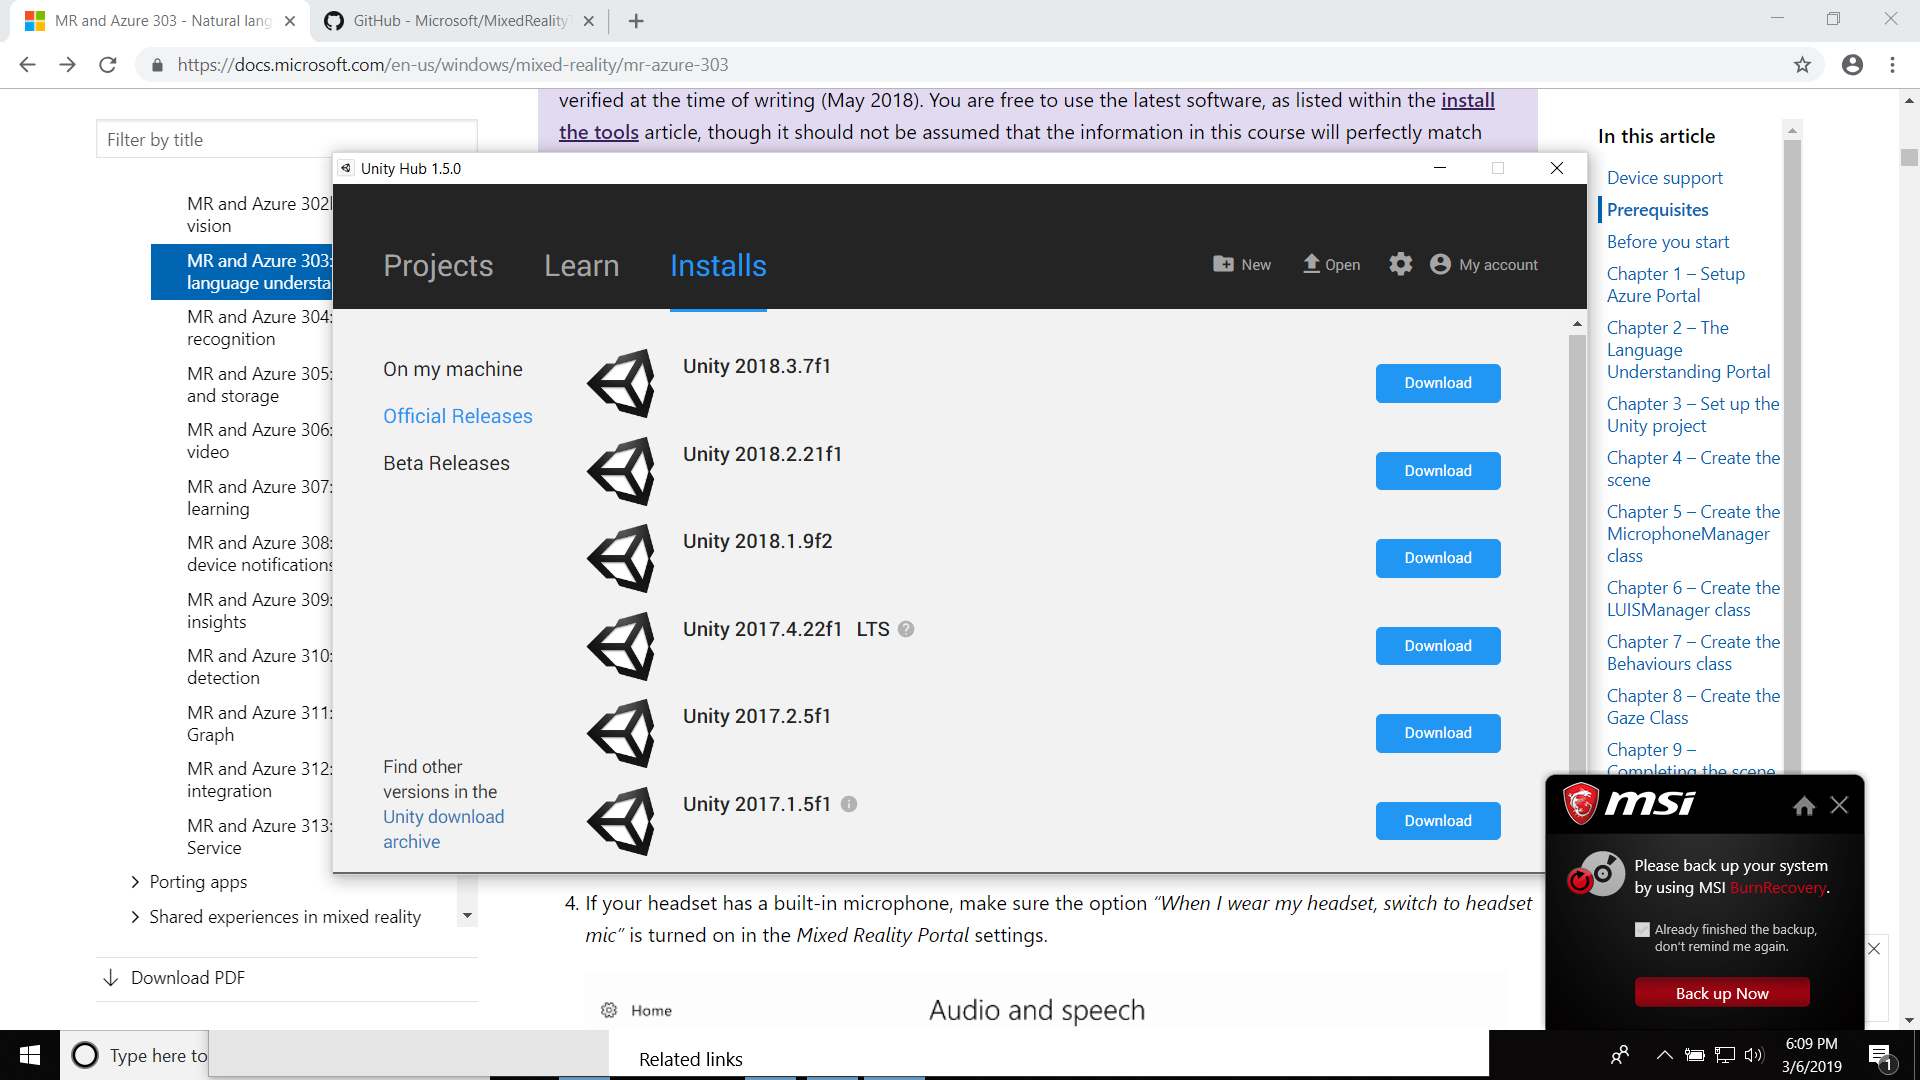 MR and Azure 303 - Natural lang
GitHub - Microsoft/MixedReality
https://docs.microsoft.com/en-us/windows/mixed-reality/mr-azure-303
verified at the time of writing (May 2018). You are free to use the latest software, as listed within the install
the tools article, though it should not be assumed that the information in this course will perfectly match
Filter by title
MR and Azure 302
vision
MR and Azure 303:
language understa
MR and Azure 304:
recognition
MR and Azure 305:
and storage
MR and Azure 306:
video
MR and Azure 307:
learning
MR and Azure 308:
device notifications
MR and Azure 309:
insights
MR and Azure 310:
detection
MR and Azure 311:
Graph
MR and Azure 312:
integration
MR and Azure 313:
Service
Porting apps
Shared experiences in mixed reality
Download PDF
Unity Hub 1.5.0
Projects
Learn
Installs
New
Open
My account
On my machine
Official Releases
Beta Releases
Find other
versions in the
Unity download
archive
Unity 2018.3.7f1
Download
Unity 2018.2.21f1
Download
Unity 2018.1.9f2
Download
Unity 2017.4.22f1 LTS ?
Download
Unity 2017.2.5f1
Download
Unity 2017.1.5f1 i
Download
In this article
Device support
Prerequisites
Before you start
Chapter 1 – Setup
Azure Portal
Chapter 2 – The
Language
Understanding Portal
Chapter 3 – Set up the
Unity project
Chapter 4 – Create the
scene
Chapter 5 – Create the
MicrophoneManager
class
Chapter 6 – Create the
LUISManager class
Chapter 7 – Create the
Behaviours class
Chapter 8 – Create the
Gaze Class
Chapter 9 –
Completing the scene
4. If your headset has a built-in microphone, make sure the option “When I wear my headset, switch to headset
mic” is turned on in the Mixed Reality Portal settings.
Home
Audio and speech
msi
Please back up your system
by using MSI BurnRecovery.
Already finished the backup,
don't remind me again.
Back up Now
Type here to
Related links
6:09 PM
3/6/2019
1